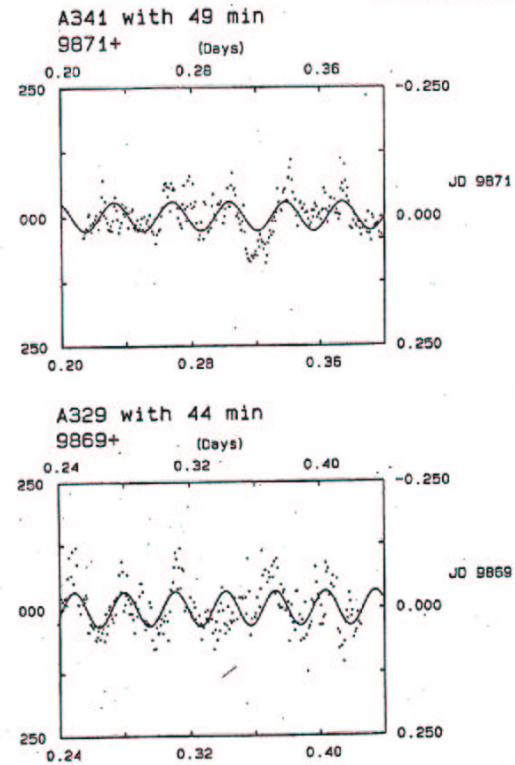 A341 with 49 min
9871+ (Days)
0.20 0.28 0.36
250 -0.250
JD 9871
000 0.000
250 0.250
0.20 0.28 0.36
A329 with 44 min
9869+ (Days)
0.24 0.32 0.40
250 -0.250
JD 9869
000 0.000
250 0.250
0.24 0.32 0.40